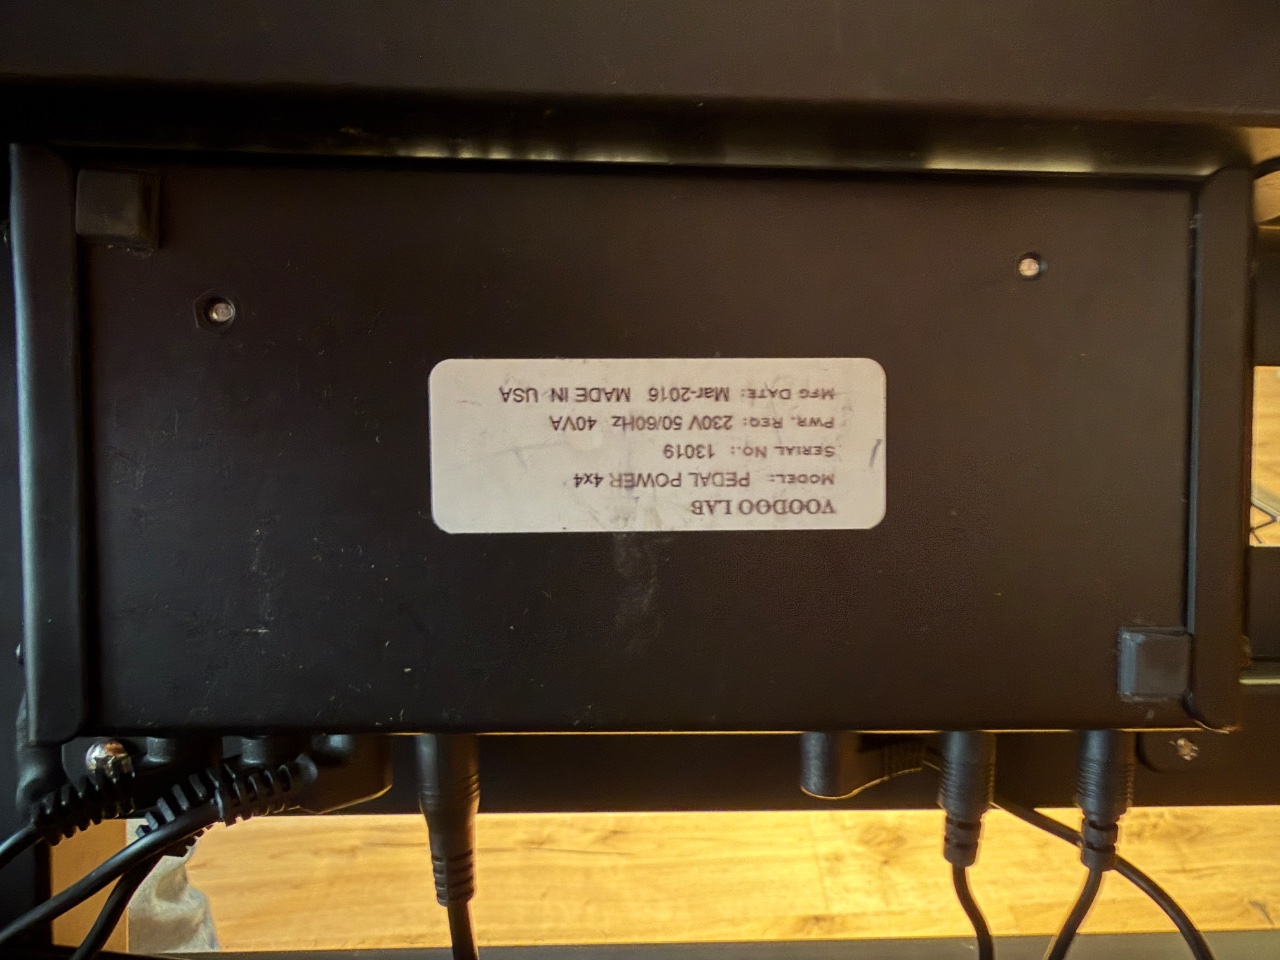 VOODOO LAB
MODEL: PEDAL POWER 4x4
SERIAL NO.: 13019
PWR. REQ: 230V 50/60Hz 40VA
MFG DATE: Mar-2016 MADE IN USA